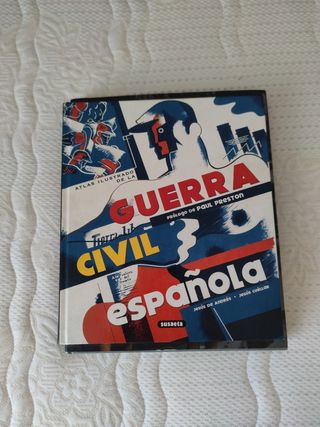 ATLAS ILUSTRADO
DE LA
GUERRA
PRÓLOGO DE PAUL PRESTON
CIVIL
española
JESÚS DE ANDRÉS · JESÚS CUÉLLAR
susaeta